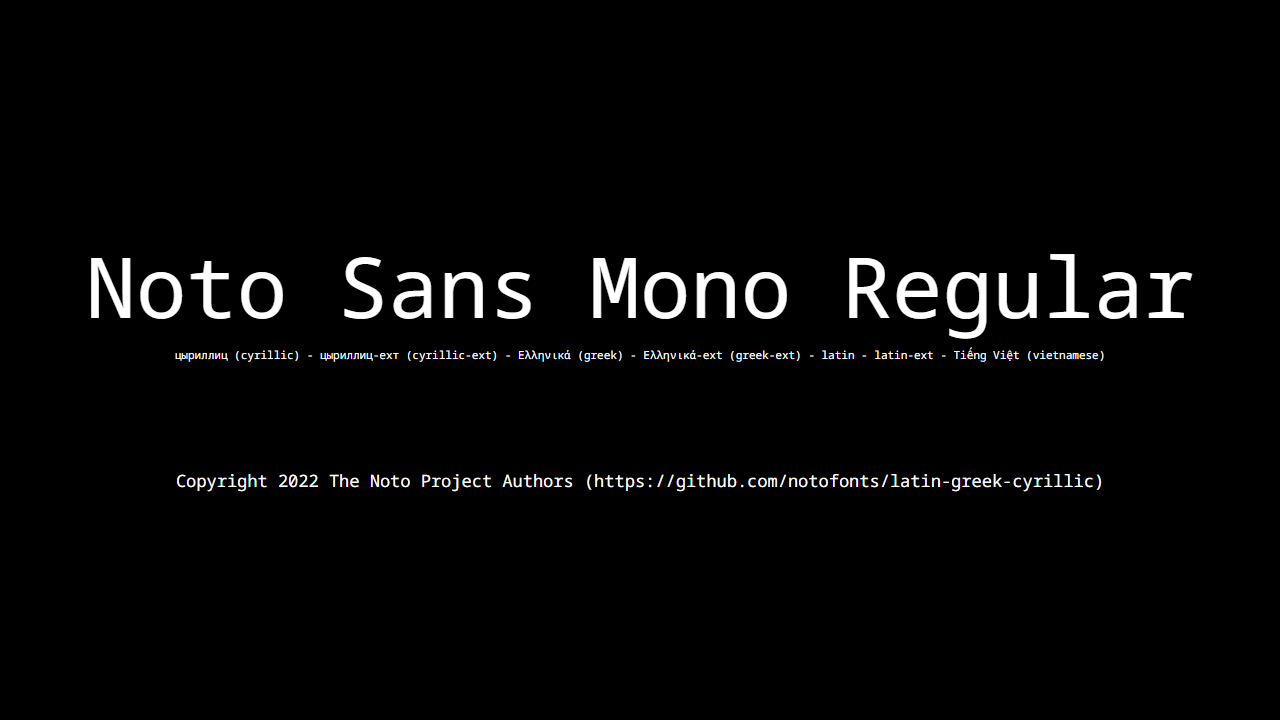 Noto Sans Mono Regular
цыриллиц (cyrillic) - цыриллиц-ехт (cyrillic-ext) - Ελληνικά (greek) - Ελληνικά-ext (greek-ext) - latin - latin-ext - Tiếng Việt (vietnamese)
Copyright 2022 The Noto Project Authors (https://github.com/notofonts/latin-greek-cyrillic)